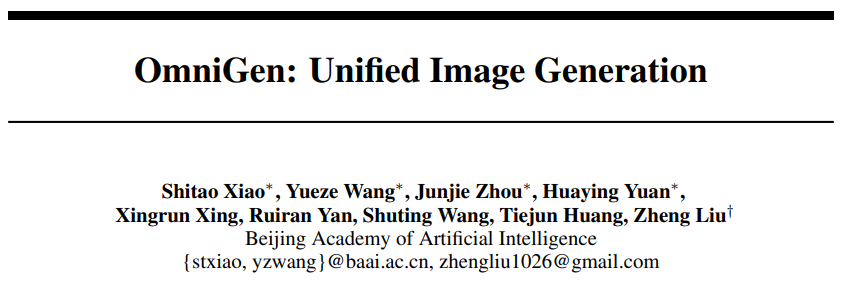 OmniGen: Unified Image Generation
Shitao Xiao*, Yueze Wang*, Junjie Zhou*, Huaying Yuan*,
Xingrun Xing, Ruiran Yan, Shuting Wang, Tiejun Huang, Zheng Liu†
Beijing Academy of Artificial Intelligence
{stxiao, yzwang}@baai.ac.cn, zhengliu1026@gmail.com